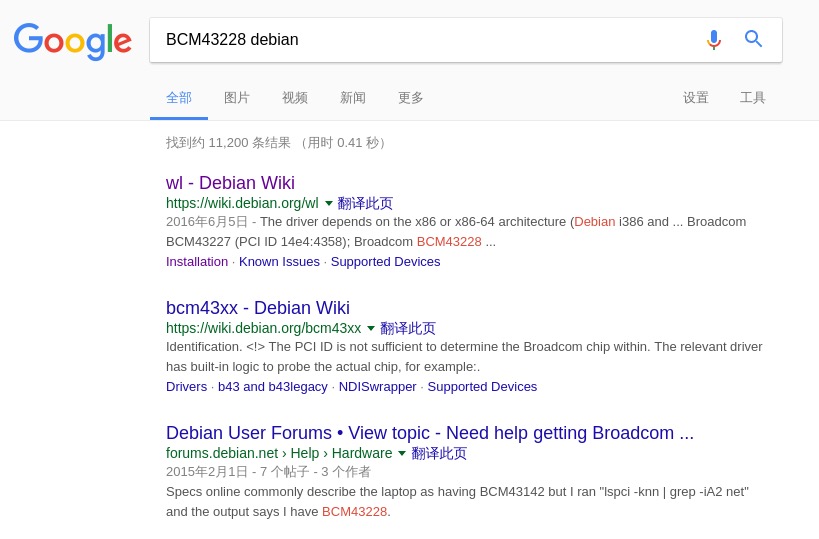 Google
BCM43228 debian
全部 图片 视频 新闻 更多 设置 工具
找到约 11,200 条结果 （用时 0.41 秒）
wl - Debian Wiki
https://wiki.debian.org/wl 翻译此页
2016年6月5日 - The driver depends on the x86 or x86-64 architecture (Debian i386 and ... Broadcom
BCM43227 (PCI ID 14e4:4358); Broadcom BCM43228 ...
Installation · Known Issues · Supported Devices
bcm43xx - Debian Wiki
https://wiki.debian.org/bcm43xx 翻译此页
Identification. <!> The PCI ID is not sufficient to determine the Broadcom chip within. The relevant driver
has built-in logic to probe the actual chip, for example:.
Drivers · b43 and b43legacy · NDISwrapper · Supported Devices
Debian User Forums • View topic - Need help getting Broadcom ...
forums.debian.net › Help › Hardware 翻译此页
2015年2月1日 - 7 个帖子 - 3 个作者
Specs online commonly describe the laptop as having BCM43142 but I ran "lspci -knn | grep -iA2 net"
and the output says I have BCM43228.